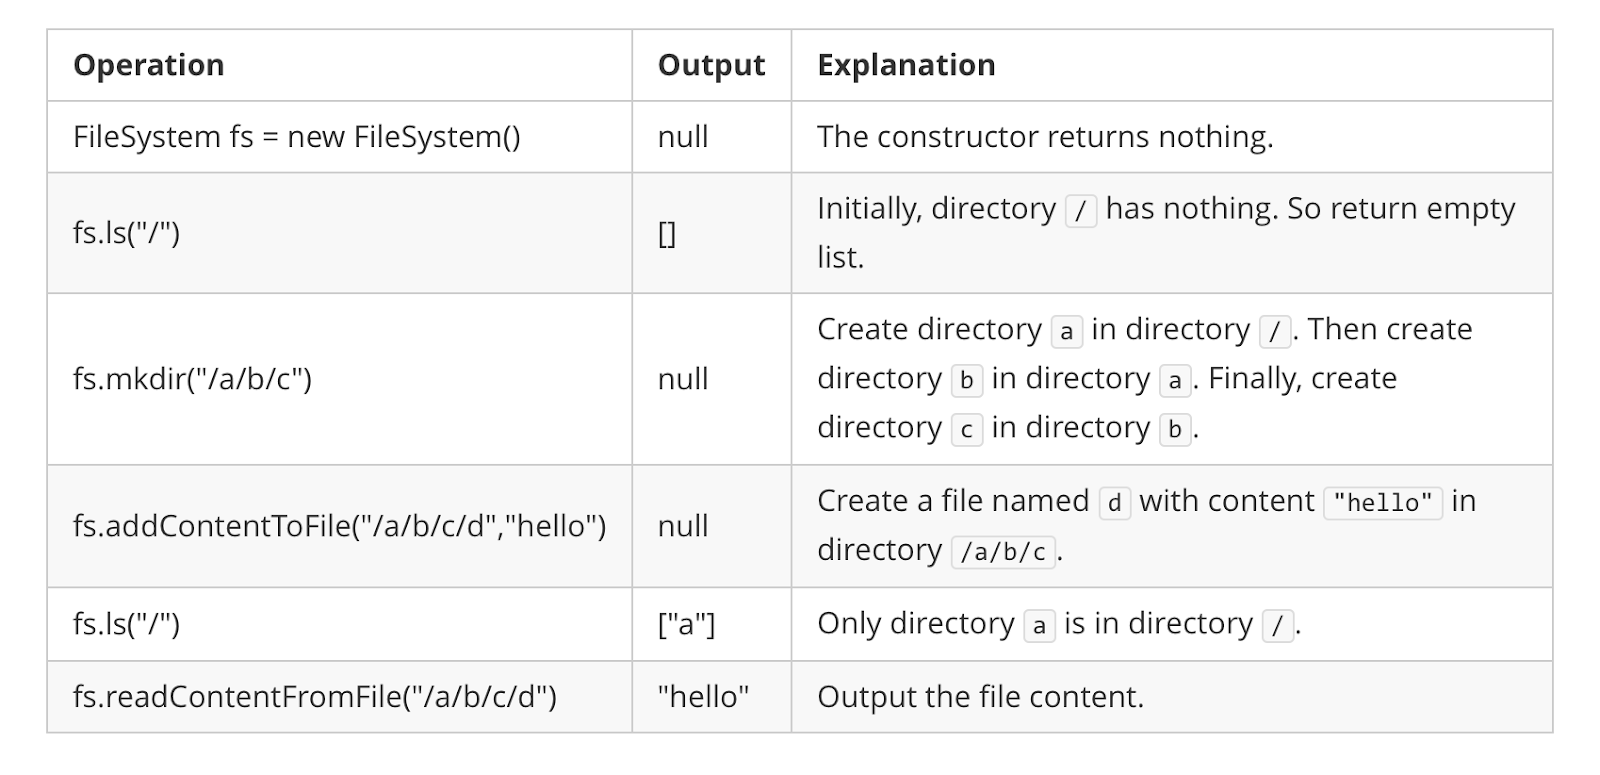 Operation Output Explanation
FileSystem fs = new FileSystem() null The constructor returns nothing.
fs.ls("/") [] Initially, directory / has nothing. So return empty
list.
fs.mkdir("/a/b/c") null Create directory a in directory /. Then create
directory b in directory a. Finally, create
directory c in directory b.
fs.addContentToFile("/a/b/c/d","hello") null Create a file named d with content "hello" in
directory /a/b/c.
fs.ls("/") ["a"] Only directory a is in directory /.
fs.readContentFromFile("/a/b/c/d") "hello" Output the file content.